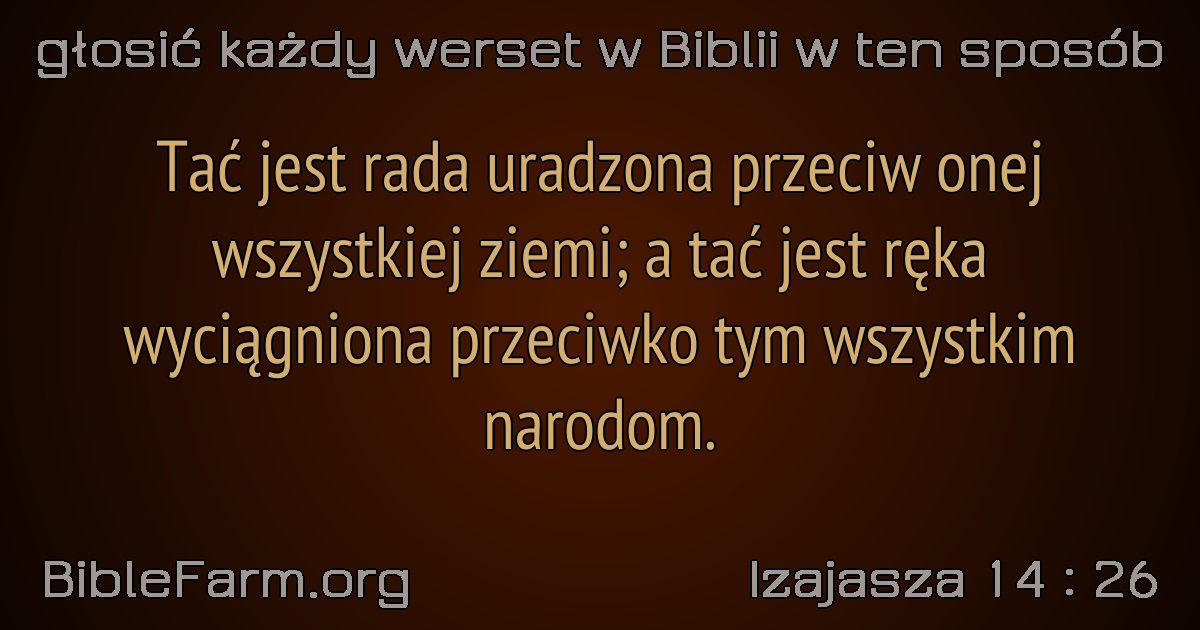 głosić każdy werset w Biblii w ten sposób
Tać jest rada uradzona przeciw onej
wszystkiej ziemi; a tać jest ręka
wyciągniona przeciwko tym wszystkim
narodom.
BibleFarm.org
Izajasza 14 : 26